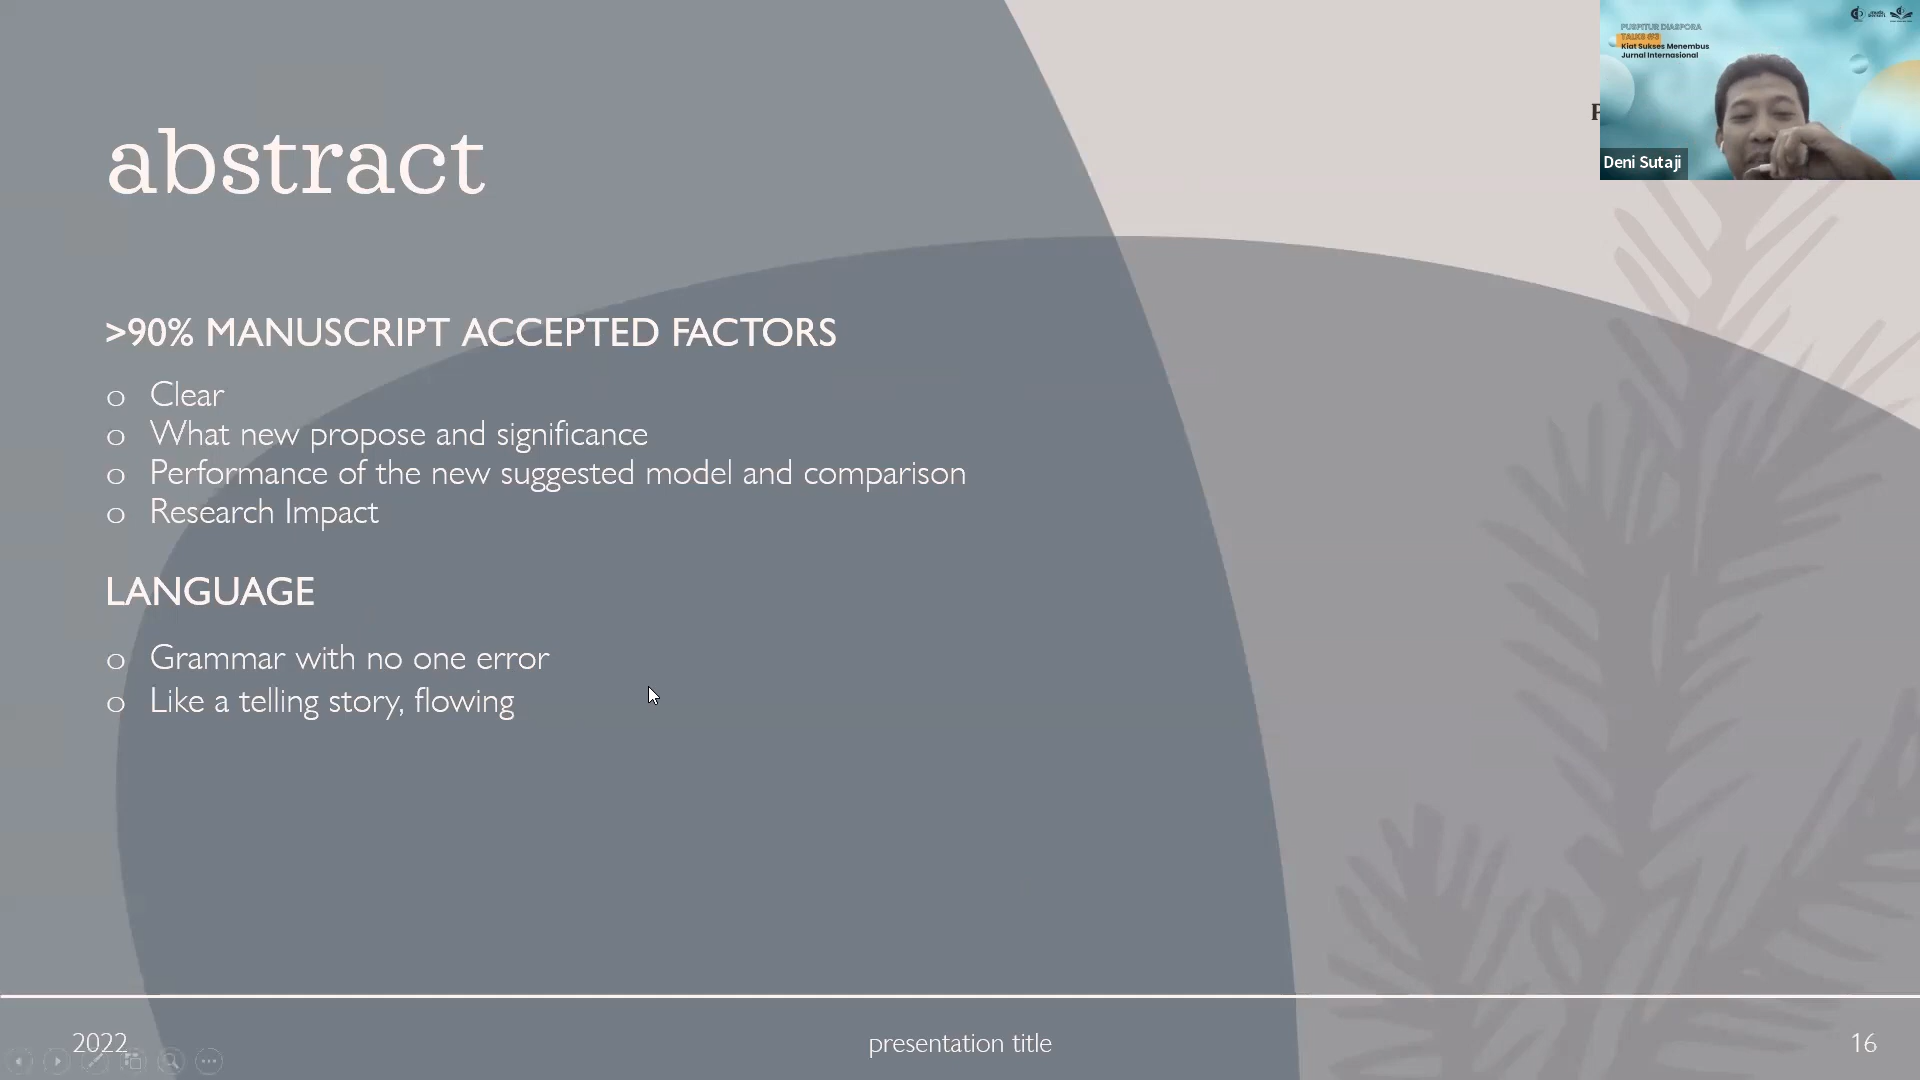 PUSPITUR DIASPORA
TALKS #3
Kiat Sukses Menembus
Jurnal Internasional
Deni Sutaji
abstract
>90% MANUSCRIPT ACCEPTED FACTORS
o Clear
o What new propose and significance
o Performance of the new suggested model and comparison
o Research Impact
LANGUAGE
o Grammar with no one error
o Like a telling story, flowing
2022
presentation title
16